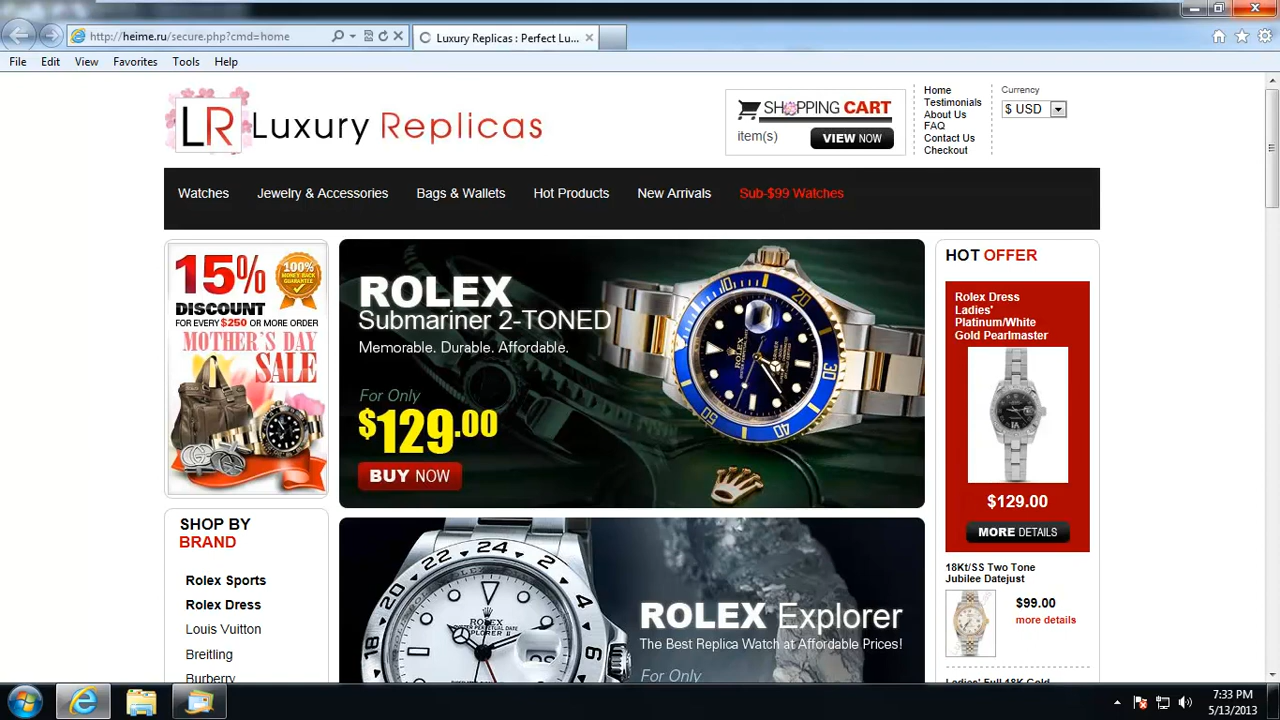 http://heime.ru/secure.php?cmd=home
Luxury Replicas : Perfect Lu...
File Edit View Favorites Tools Help
LR Luxury Replicas
SHOPPING CART
item(s) VIEW NOW
Home
Testimonials
About Us
FAQ
Contact Us
Checkout
Currency
$ USD
Watches Jewelry & Accessories Bags & Wallets Hot Products New Arrivals Sub-$99 Watches
15%
100%
MONEY BACK
GUARANTEE
DISCOUNT
FOR EVERY $250 OR MORE ORDER
MOTHER'S DAY
SALE
SHOP BY
BRAND
Rolex Sports
Rolex Dress
Louis Vuitton
Breitling
Burberry
ROLEX
Submariner 2-TONED
Memorable. Durable. Affordable.
For Only
$129.00
BUY NOW
ROLEX Explorer
The Best Replica Watch at Affordable Prices!
For Only
HOT OFFER
Rolex Dress
Ladies'
Platinum/White
Gold Pearlmaster
$129.00
MORE DETAILS
18Kt/SS Two Tone
Jubilee Datejust
$99.00
more details
Ladies' Full 18K Gold
7:33 PM
5/13/2013